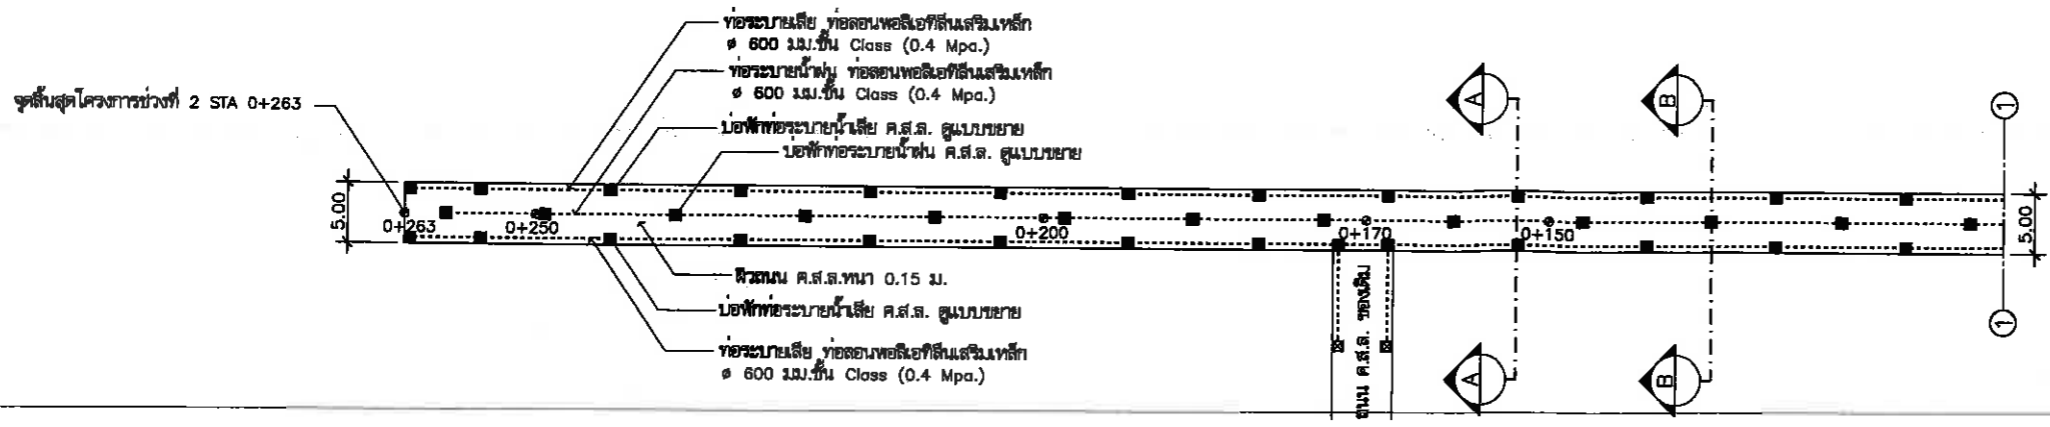 ท่อระบายเสีย ท่อลอนพอลิเอทิลีนเสริมเหล็ก
ø 600 มม.ชั้น Class (0.4 Mpa.)
ท่อระบายน้ำฝน ท่อลอนพอลิเอทิลีนเสริมเหล็ก
ø 600 มม.ชั้น Class (0.4 Mpa.)
จุดสิ้นสุดโครงการช่วงที่ 2 STA 0+263
บ่อพักท่อระบายน้ำเสีย ค.ส.ล. ดูแบบขยาย
บ่อพักท่อระบายน้ำฝน ค.ส.ล. ดูแบบขยาย
A
B
1
5.00
0+263
0+250
0+200
0+170
0+150
5.00
ผิวถนน ค.ส.ล.หนา 0.15 ม.
บ่อพักท่อระบายน้ำเสีย ค.ส.ล. ดูแบบขยาย
ท่อระบายเสีย ท่อลอนพอลิเอทิลีนเสริมเหล็ก
ø 600 มม.ชั้น Class (0.4 Mpa.)
ถนน ค.ส.ล. ของเดิม
A
B
1